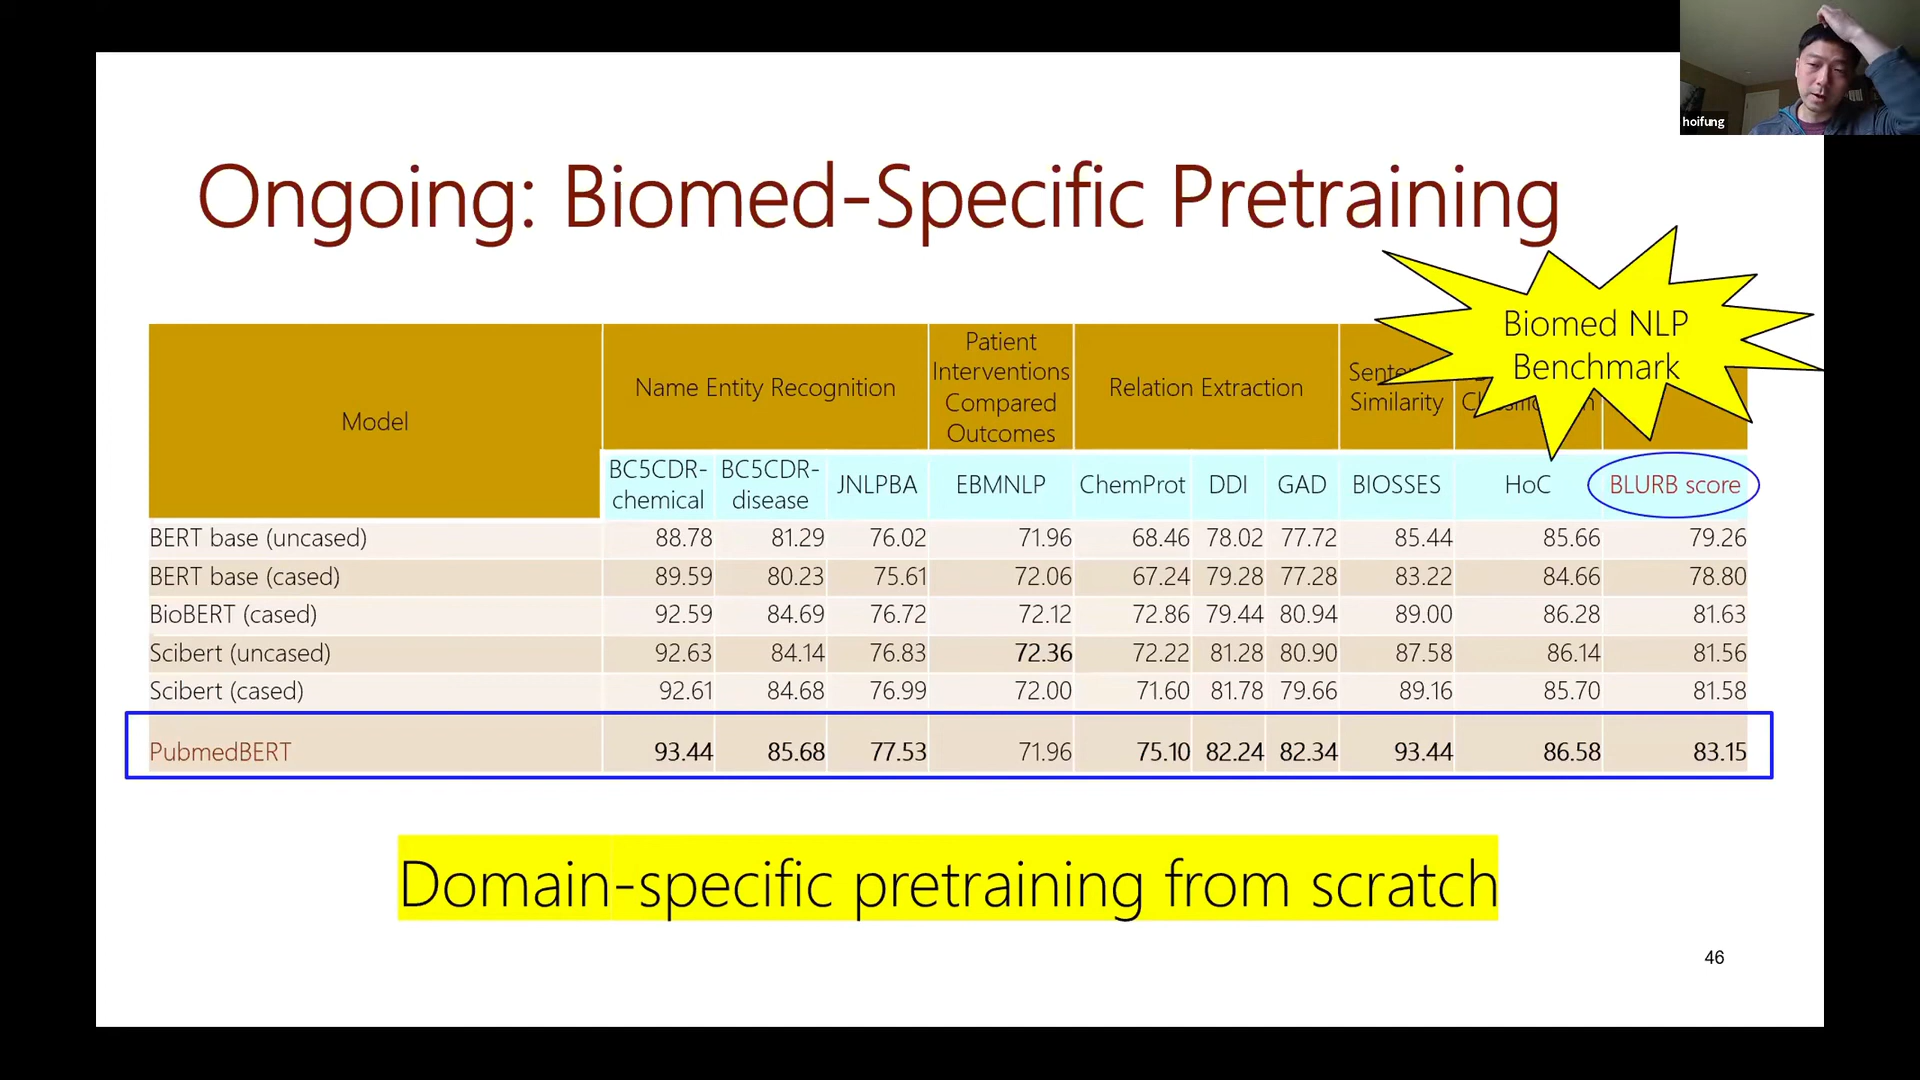 hoifung
Ongoing: Biomed-Specific Pretraining
Biomed NLP
Benchmark
Model
Name Entity Recognition
Patient
Interventions
Compared
Outcomes
Relation Extraction
Similarity
BC5CDR-
chemical
BC5CDR-
disease
JNLPBA
EBMNLP
ChemProt
DDI
GAD
BIOSSES
HoC
BLURB score
BERT base (uncased) 88.78 81.29 76.02 71.96 68.46 78.02 77.72 85.44 85.66 79.26
BERT base (cased) 89.59 80.23 75.61 72.06 67.24 79.28 77.28 83.22 84.66 78.80
BioBERT (cased) 92.59 84.69 76.72 72.12 72.86 79.44 80.94 89.00 86.28 81.63
Scibert (uncased) 92.63 84.14 76.83 72.36 72.22 81.28 80.90 87.58 86.14 81.56
Scibert (cased) 92.61 84.68 76.99 72.00 71.60 81.78 79.66 89.16 85.70 81.58
PubmedBERT 93.44 85.68 77.53 71.96 75.10 82.24 82.34 93.44 86.58 83.15
Domain-specific pretraining from scratch
46